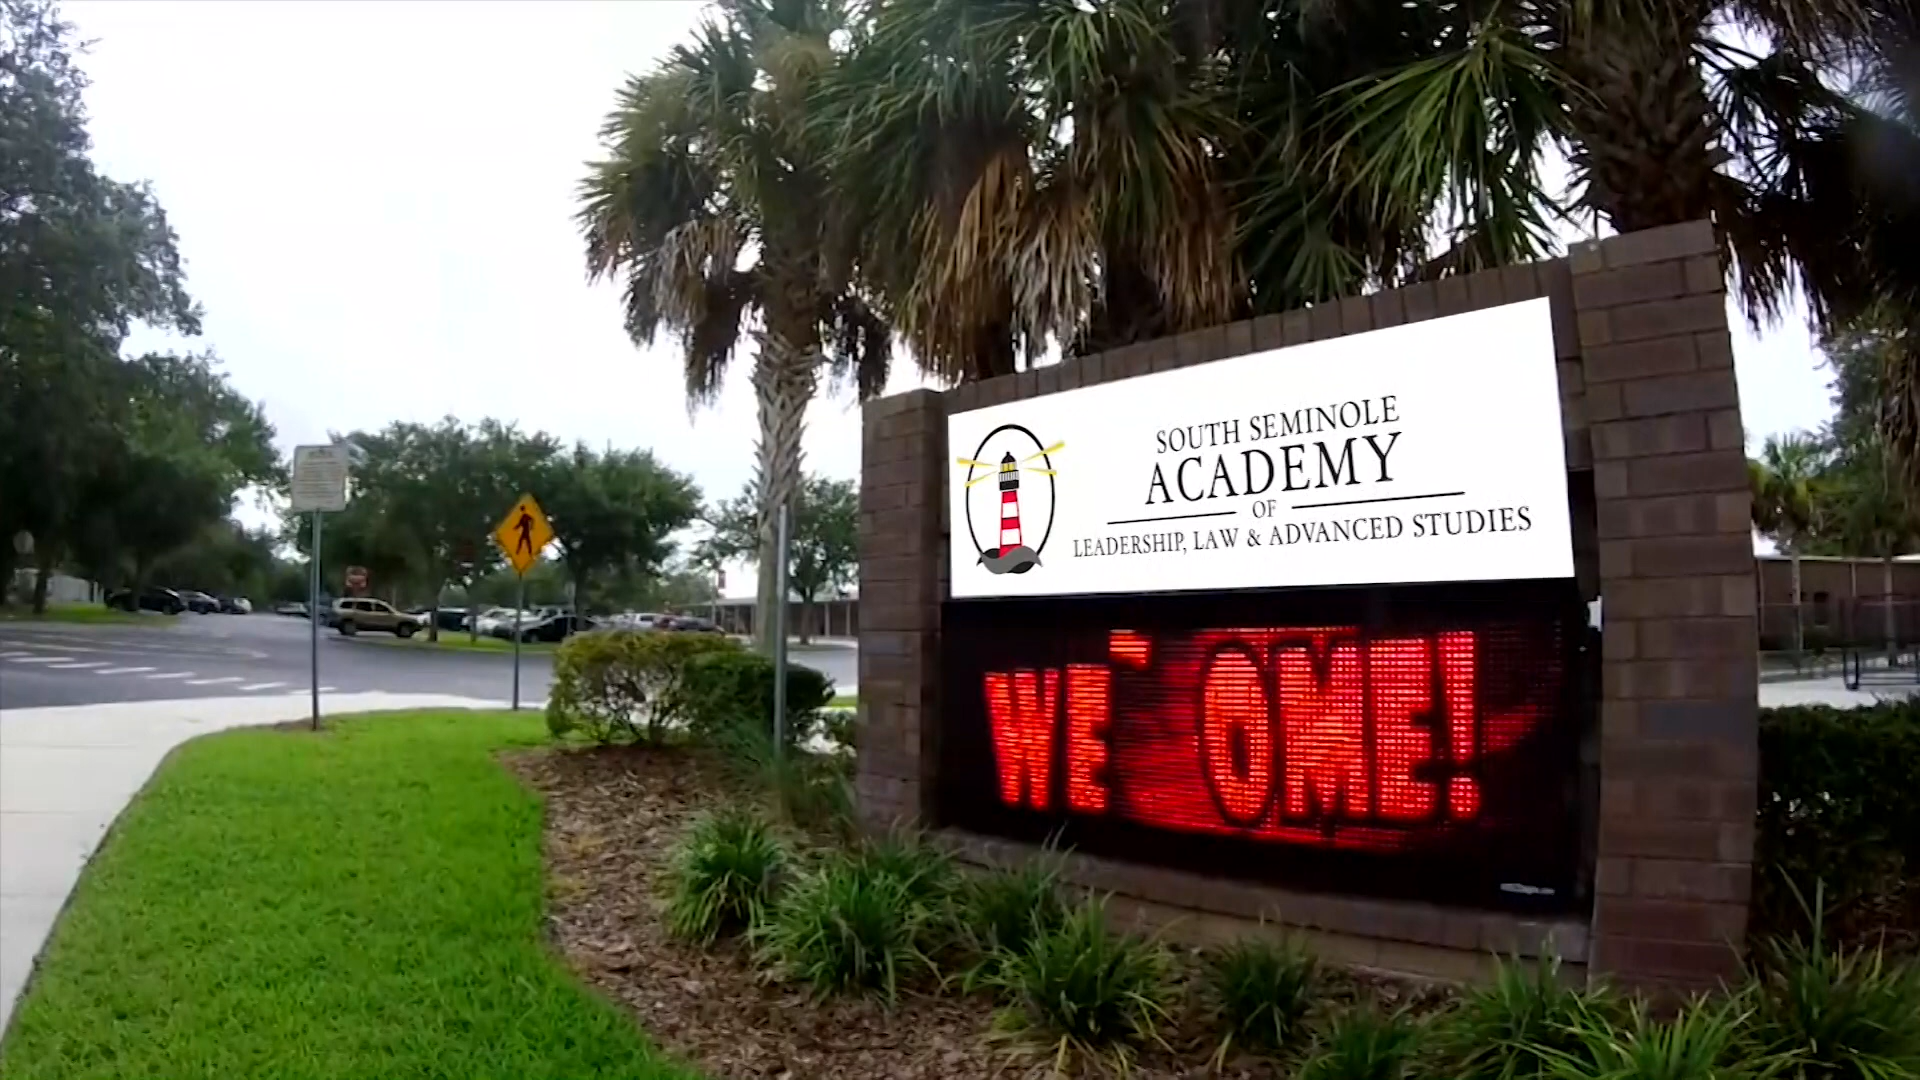 SOUTH SEMINOLE
ACADEMY
OF
LEADERSHIP, LAW & ADVANCED STUDIES
WE OME!